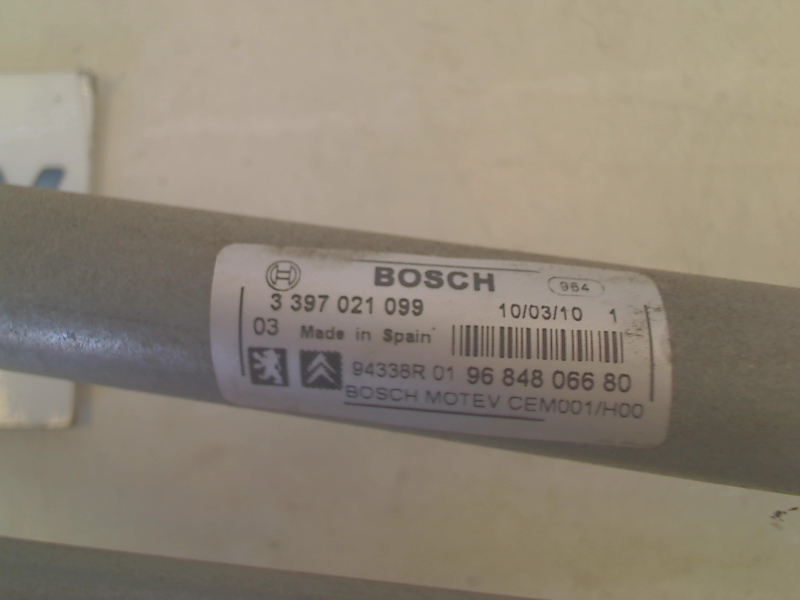 BOSCH 964
3 397 021 099 10/03/10 1
03 Made in Spain
94338R 01 96 848 066 80
BOSCH MOTEV CEM001/H00